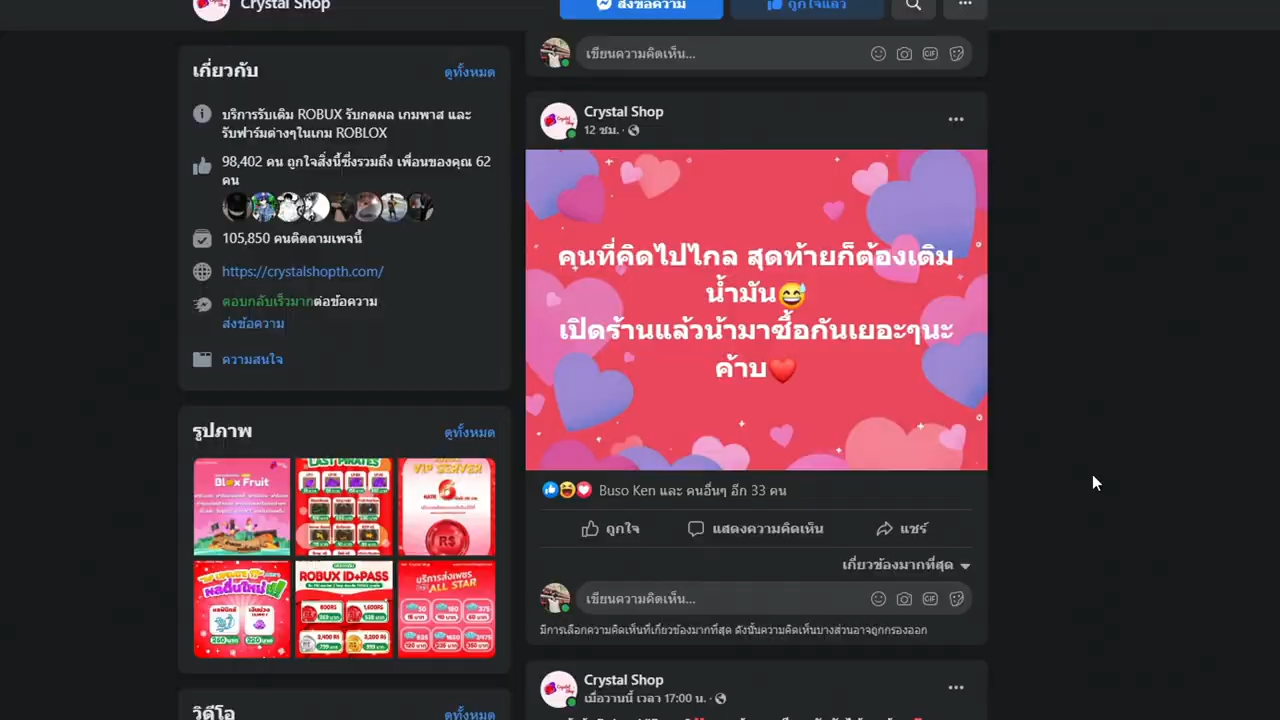 Crystal Shop
ส่งข้อความ
ถูกใจแล้ว
เกี่ยวกับ
ดูทั้งหมด
บริการรับเติม ROBUX รับกดผล เกมพาส และ
รับฟาร์มต่างๆในเกม ROBLOX
98,402 คน ถูกใจสิ่งนี้ซึ่งรวมถึง เพื่อนของคุณ 62
คน
105,850 คนติดตามเพจนี้
https://crystalshopth.com/
ตอบกลับเร็วมากต่อข้อความ
ส่งข้อความ
ความสนใจ
รูปภาพ
ดูทั้งหมด
Blox Fruit
LAST PIRATES
VIP SERVER
ROBUX ID+PASS
ALL STAR
วิดีโอ
ดูทั้งหมด
เขียนความคิดเห็น...
GIF
Crystal Shop
12 ชม.
คนที่คิดไปไกล สุดท้ายก็ต้องเติม
น้ำมัน😅
เปิดร้านแล้วน้ามาซื้อกันเยอะๆนะ
ค้าบ❤️
Buso Ken และ คนอื่นๆ อีก 33 คน
ถูกใจ
แสดงความคิดเห็น
แชร์
เกี่ยวข้องมากที่สุด
เขียนความคิดเห็น...
GIF
มีการเลือกความคิดเห็นที่เกี่ยวข้องมากที่สุด ดังนั้นความคิดเห็นบางส่วนอาจถูกกรองออก
Crystal Shop
เมื่อวานนี้ เวลา 17:00 น.